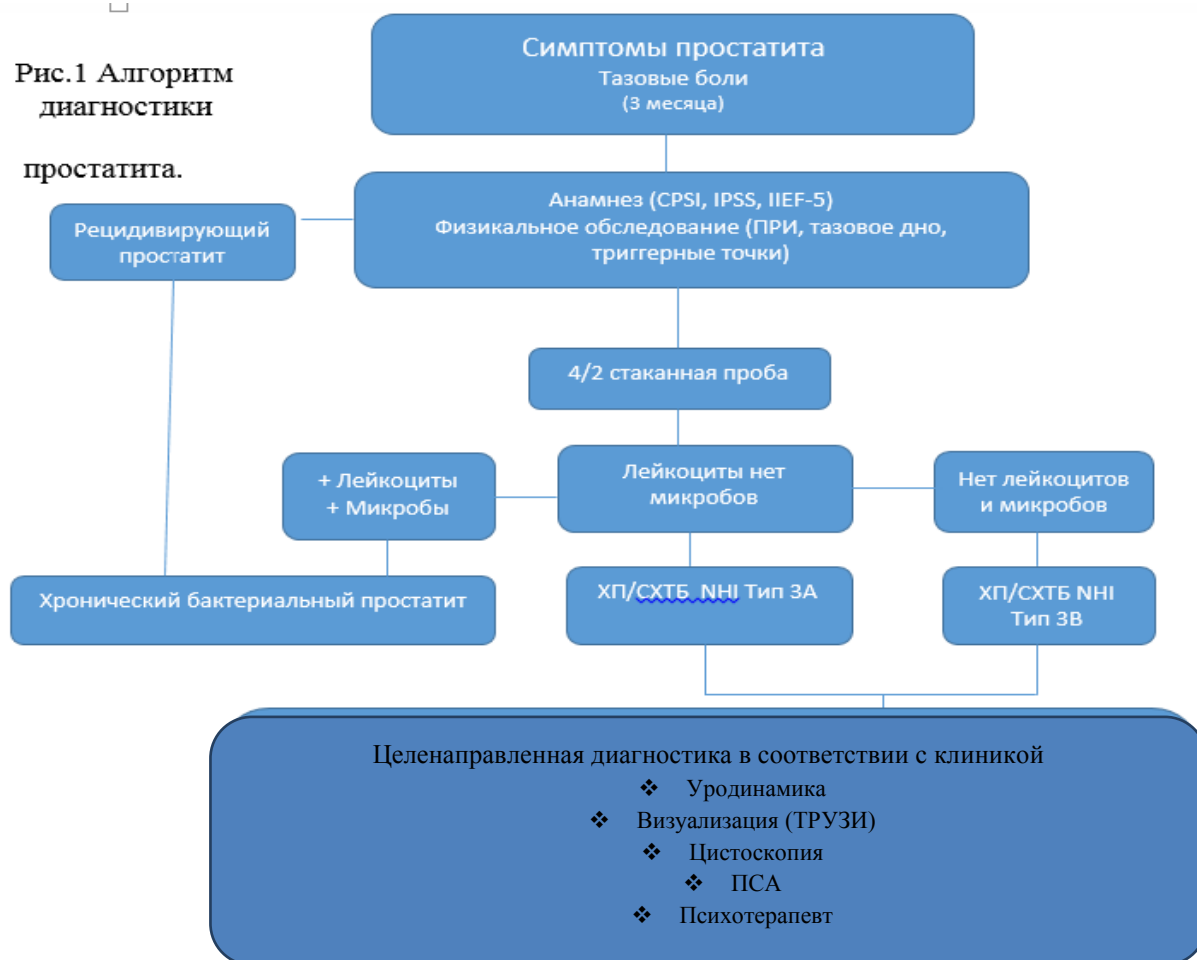 Рис.1 Алгоритм
диагностики
простатита.
Симптомы простатита
Тазовые боли
(3 месяца)
Анамнез (CPSI, IPSS, IIEF-5)
Физикальное обследование (ПРИ, тазовое дно,
триггерные точки)
Рецидивирующий
простатит
4/2 стаканная проба
+ Лейкоциты
+ Микробы
Лейкоциты нет
микробов
Нет лейкоцитов
и микробов
Хронический бактериальный простатит
ХП/СХТБ NHI Тип 3А
ХП/СХТБ NHI
Тип 3В
Целенаправленная диагностика в соответствии с клиникой
❖ Уродинамика
❖ Визуализация (ТРУЗИ)
❖ Цистоскопия
❖ ПСА
❖ Психотерапевт